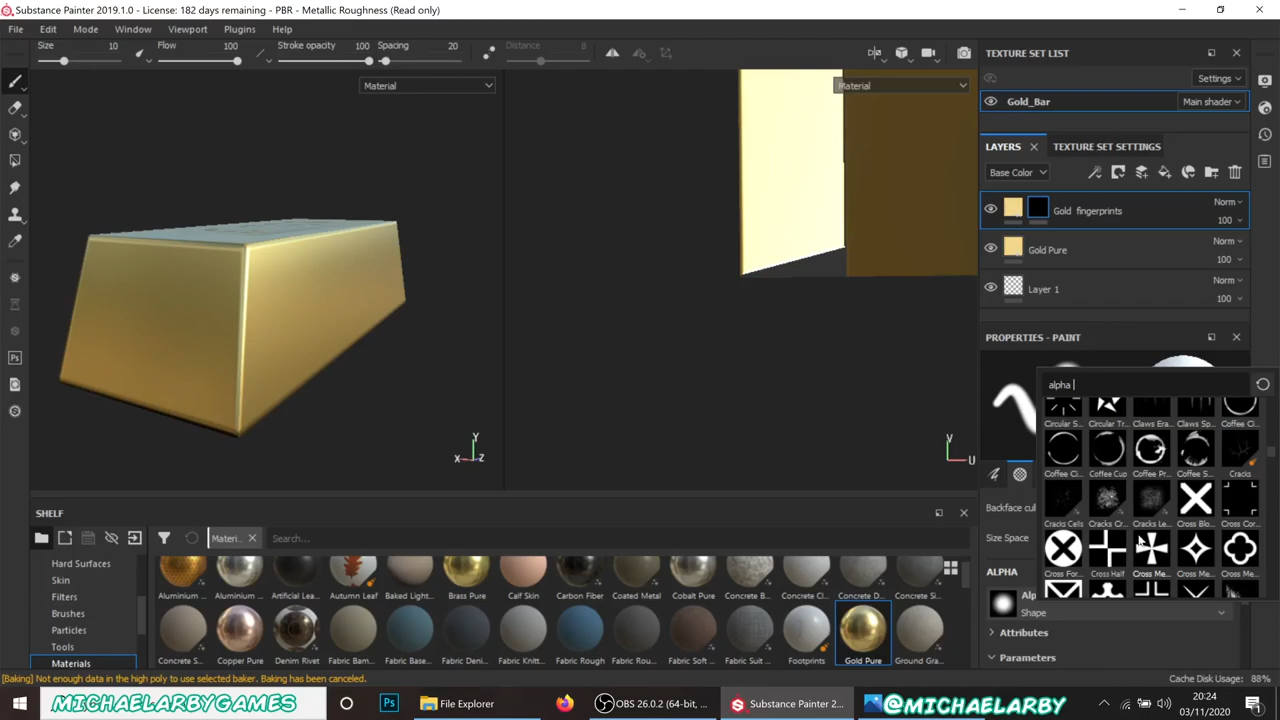 Substance Painter 2019.1.0 - License: 182 days remaining - PBR - Metallic Roughness (Read only)
File Edit Mode Window Viewport Plugins Help
Size 10 Flow 100 Stroke opacity 100 Spacing 20 Distance 8
Material
Material
TEXTURE SET LIST
Settings
Gold_Bar Main shader
LAYERS TEXTURE SET SETTINGS
Base Color
Gold fingerprints Norm 100
Gold Pure Norm 100
Layer 1 Norm 100
PROPERTIES - PAINT
alpha
Circular S... Circular Tr... Claws Era... Claws Sp... Coffee Ci...
Coffee Ci... Coffee Cup Coffee Pr... Coffee S... Cracks
Cracks Cells Cracks Cr... Cracks Le... Cross Blo... Cross Cor...
Cross For... Cross Half Cross Me... Cross Me... Cross Me...
Backface cul
Size Space
ALPHA
Alp
Shape
Attributes
Parameters
Y
X Z
V
U
SHELF
Materi... Search...
Hard Surfaces
Skin
Filters
Brushes
Particles
Tools
Materials
Aluminium ... Aluminium ... Artificial Lea... Autumn Leaf Baked Light... Brass Pure Calf Skin Carbon Fiber Coated Metal Cobalt Pure Concrete B... Concrete Cl... Concrete D... Concrete Si...
Concrete S... Copper Pure Denim Rivet Fabric Bam... Fabric Base... Fabric Deni... Fabric Knitt... Fabric Rough Fabric Rou... Fabric Soft ... Fabric Suit ... Footprints Gold Pure Ground Gra...
[Baking] Not enough data in the high poly to use selected baker. Baking has been canceled.
Cache Disk Usage: 88%
MICHAELARBYGAMES
Ps
File Explorer
OBS 26.0.2 (64-bit, ...
Substance Painter 2...
@MICHAELARBY
20:24
03/11/2020
1